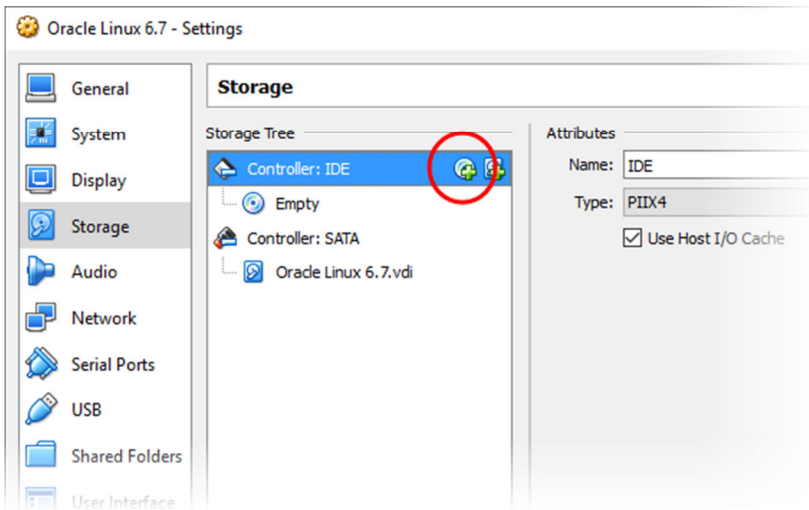 Oracle Linux 6.7 - Settings
General
System
Display
Storage
Audio
Network
Serial Ports
USB
Shared Folders
User Interface
Storage
Storage Tree
Controller: IDE
Empty
Controller: SATA
Oracle Linux 6.7.vdi
Attributes
Name: IDE
Type: PIIX4
Use Host I/O Cache